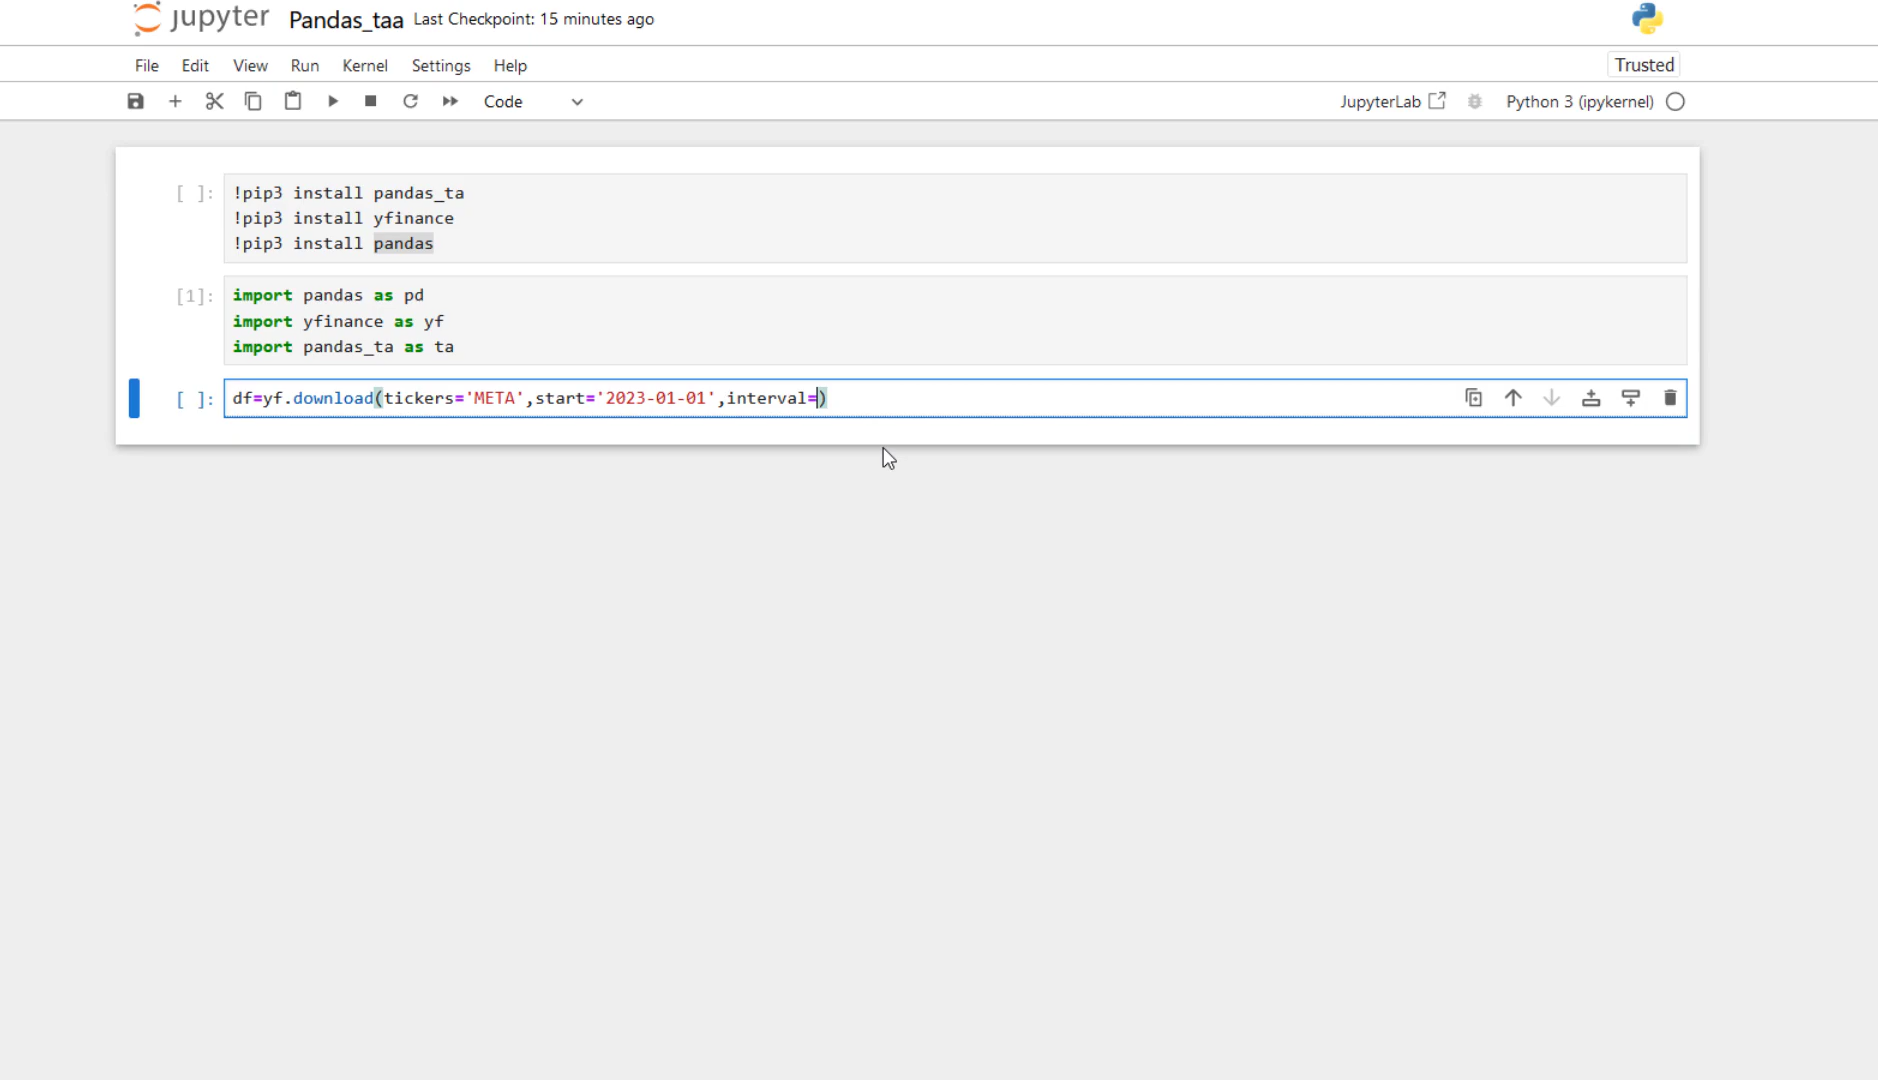 jupyter Pandas_taa Last Checkpoint: 15 minutes ago
File Edit View Run Kernel Settings Help Trusted
Code JupyterLab Python 3 (ipykernel)
[ ]: !pip3 install pandas_ta
!pip3 install yfinance
!pip3 install pandas
[1]: import pandas as pd
import yfinance as yf
import pandas_ta as ta
[ ]: df=yf.download(tickers='META',start='2023-01-01',interval=)